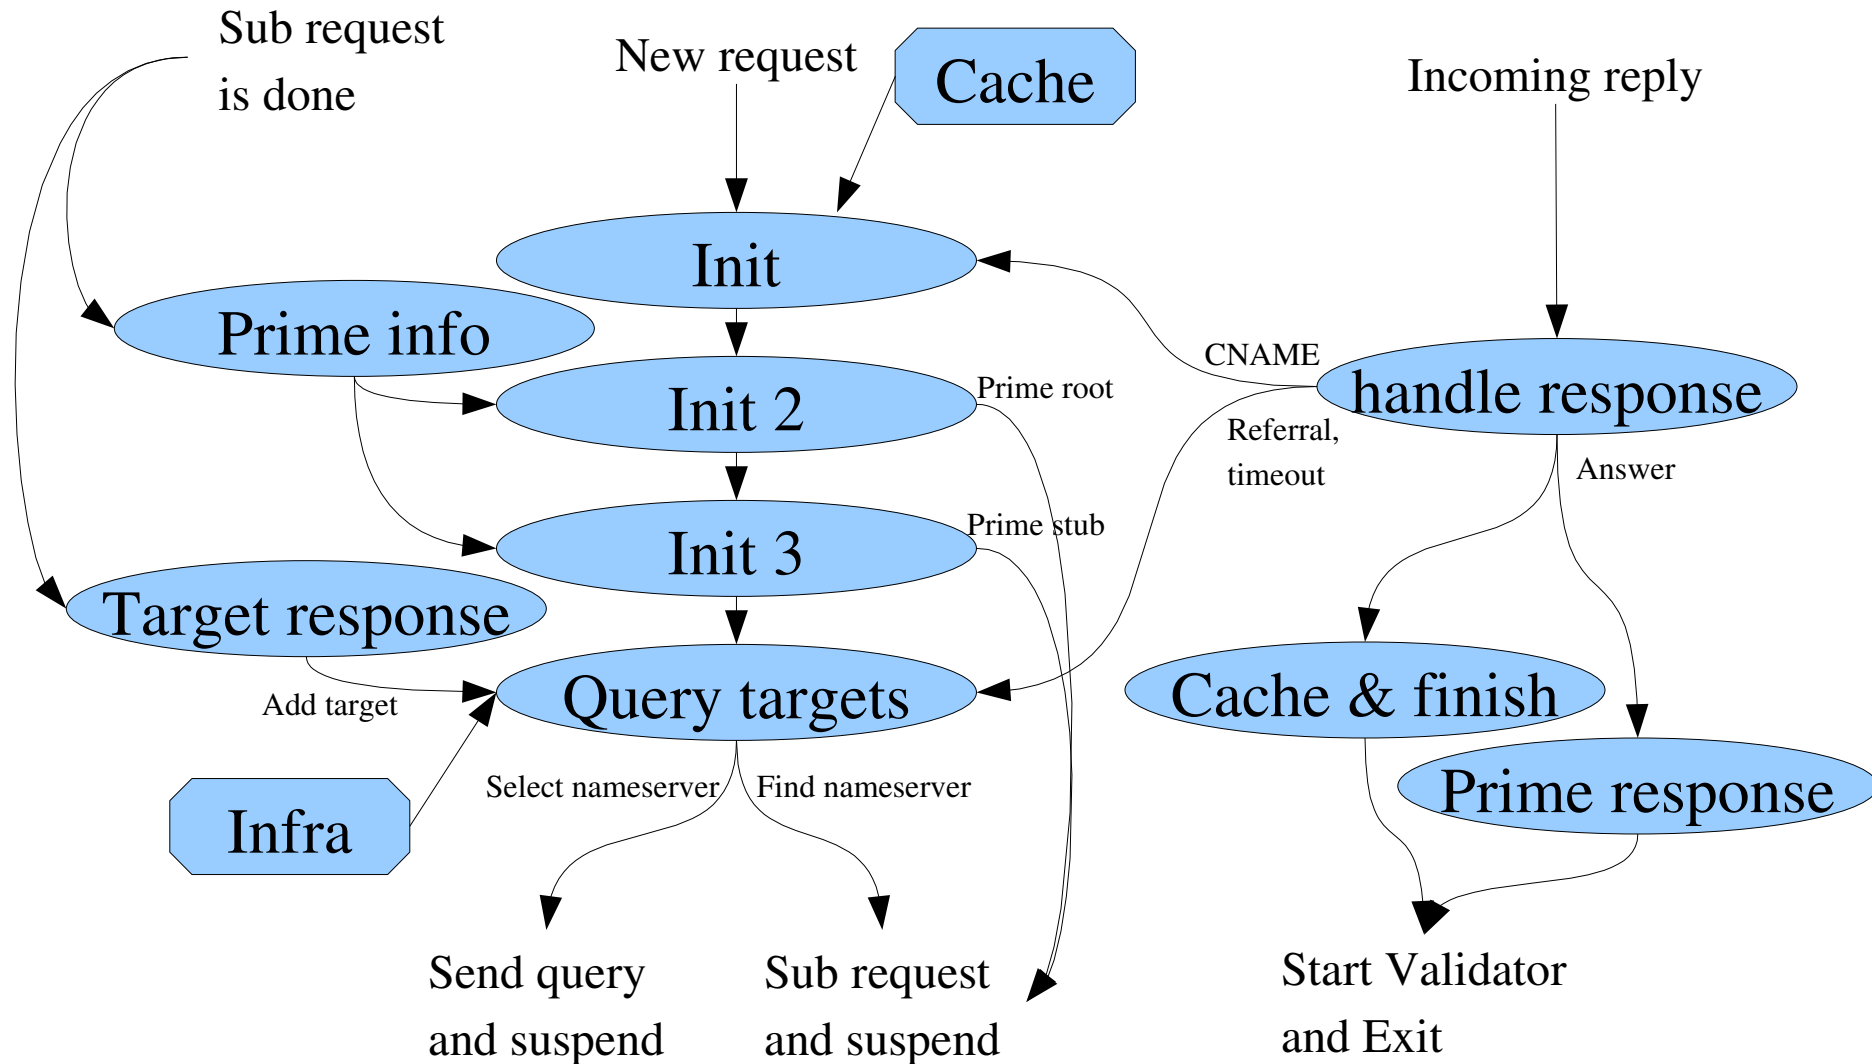 Sub request
is done
New request
Cache
Incoming reply
Init
Prime info
CNAME
handle response
Prime root
Init 2
Referral,
timeout
Answer
Prime stub
Init 3
Target response
Add target
Query targets
Cache & finish
Select nameserver
Find nameserver
Prime response
Infra
Send query
and suspend
Sub request
and suspend
Start Validator
and Exit